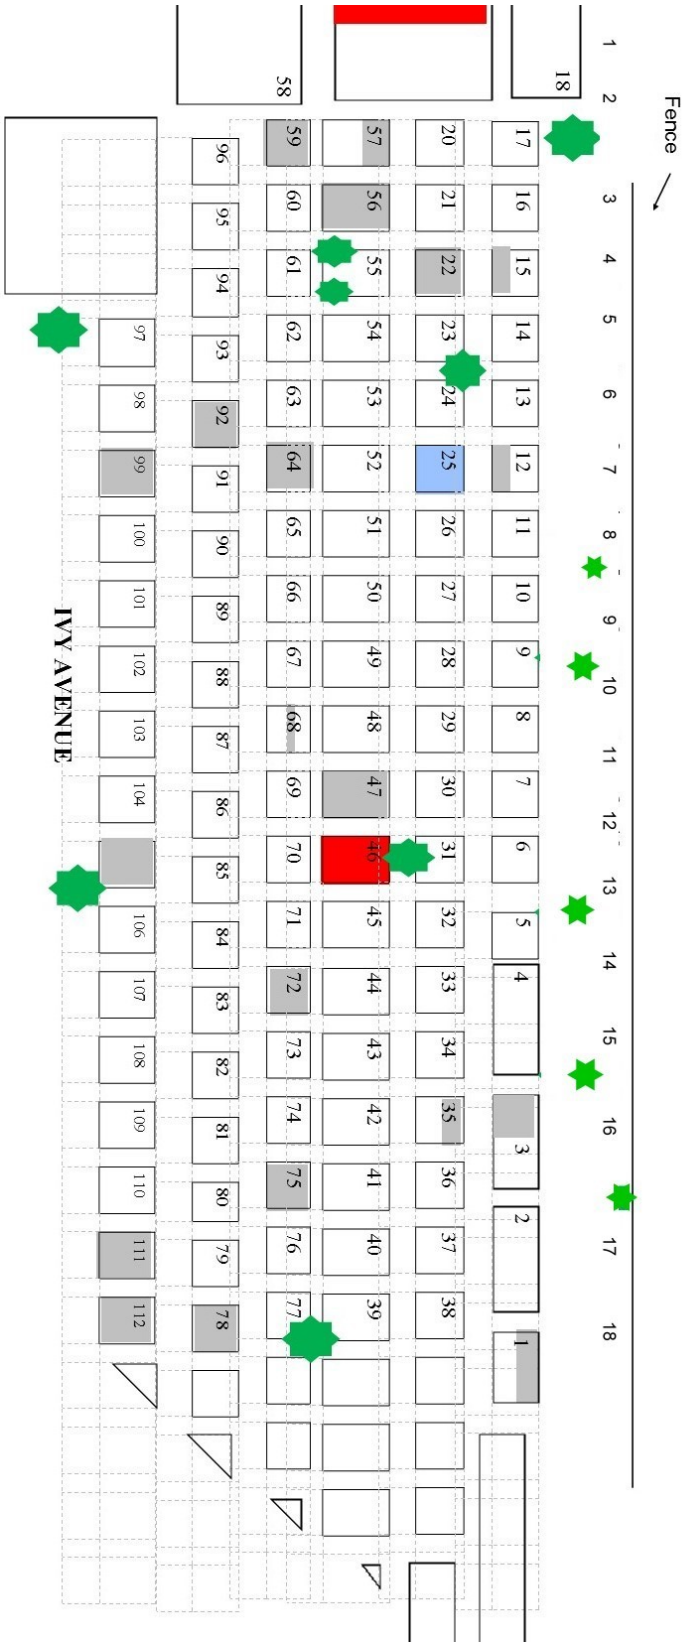 Fence
1 2 3 4 5 6 7 8 9 10 11 12 13 14 15 16 17 18
18 17 16 15 14 13 12 11 10 9 8 7 6 5 4 3 2 1
20 21 22 23 24 25 26 27 28 29 30 31 32 33 34 35 36 37 38
57 56 55 54 53 52 51 50 49 48 47 46 45 44 43 42 41 40 39
58 59 60 61 62 63 64 65 66 67 68 69 70 71 72 73 74 75 76 77
96 95 94 93 92 91 90 89 88 87 86 85 84 83 82 81 80 79 78
97 98 99 100 101 102 103 104 106 107 108 109 110 111 112
IVY AVENUE